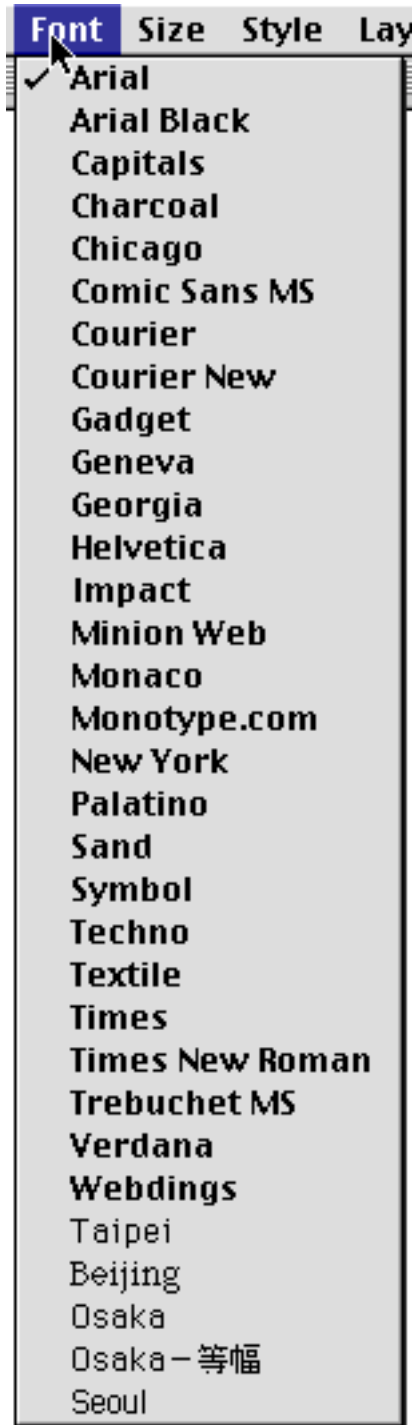 Font Size Style Lay
✓ Arial
Arial Black
Capitals
Charcoal
Chicago
Comic Sans MS
Courier
Courier New
Gadget
Geneva
Georgia
Helvetica
Impact
Minion Web
Monaco
Monotype.com
New York
Palatino
Sand
Symbol
Techno
Textile
Times
Times New Roman
Trebuchet MS
Verdana
Webdings
Taipei
Beijing
Osaka
Osaka－等幅
Seoul